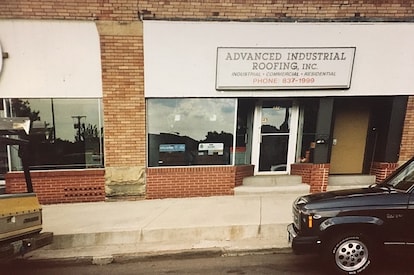 ADVANCED INDUSTRIAL
ROOFING, INC.
INDUSTRIAL • COMMERCIAL • RESIDENTIAL
PHONE: 837-1999